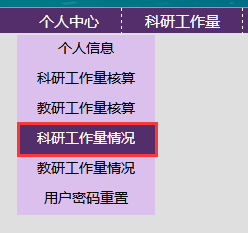 个人中心 科研工作量
个人信息
科研工作量核算
教研工作量核算
科研工作量情况
教研工作量情况
用户密码重置